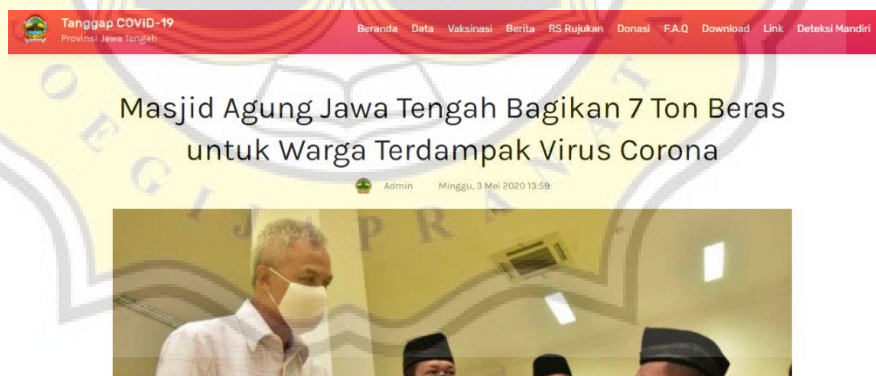 Tanggap COViD-19
Provinsi Jawa Tengah
Beranda Data Vaksinasi Berita RS Rujukan Donasi F.A.Q Download Link Deteksi Mandiri
Masjid Agung Jawa Tengah Bagikan 7 Ton Beras
untuk Warga Terdampak Virus Corona
Admin Minggu, 3 Mei 2020 13:59
O E G I J A P R A N A T